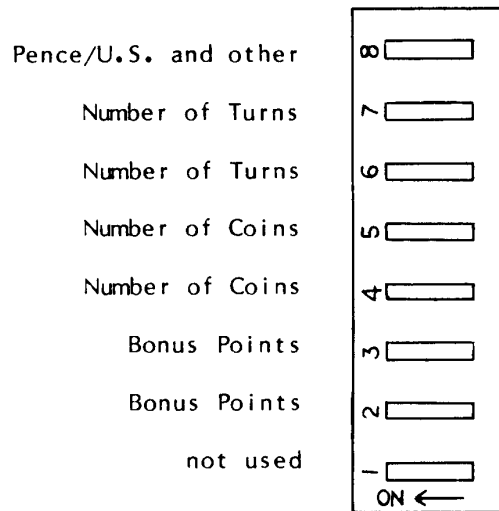 Pence/U.S. and other 8
Number of Turns 7
Number of Turns 6
Number of Coins 5
Number of Coins 4
Bonus Points 3
Bonus Points 2
not used 1
ON ←